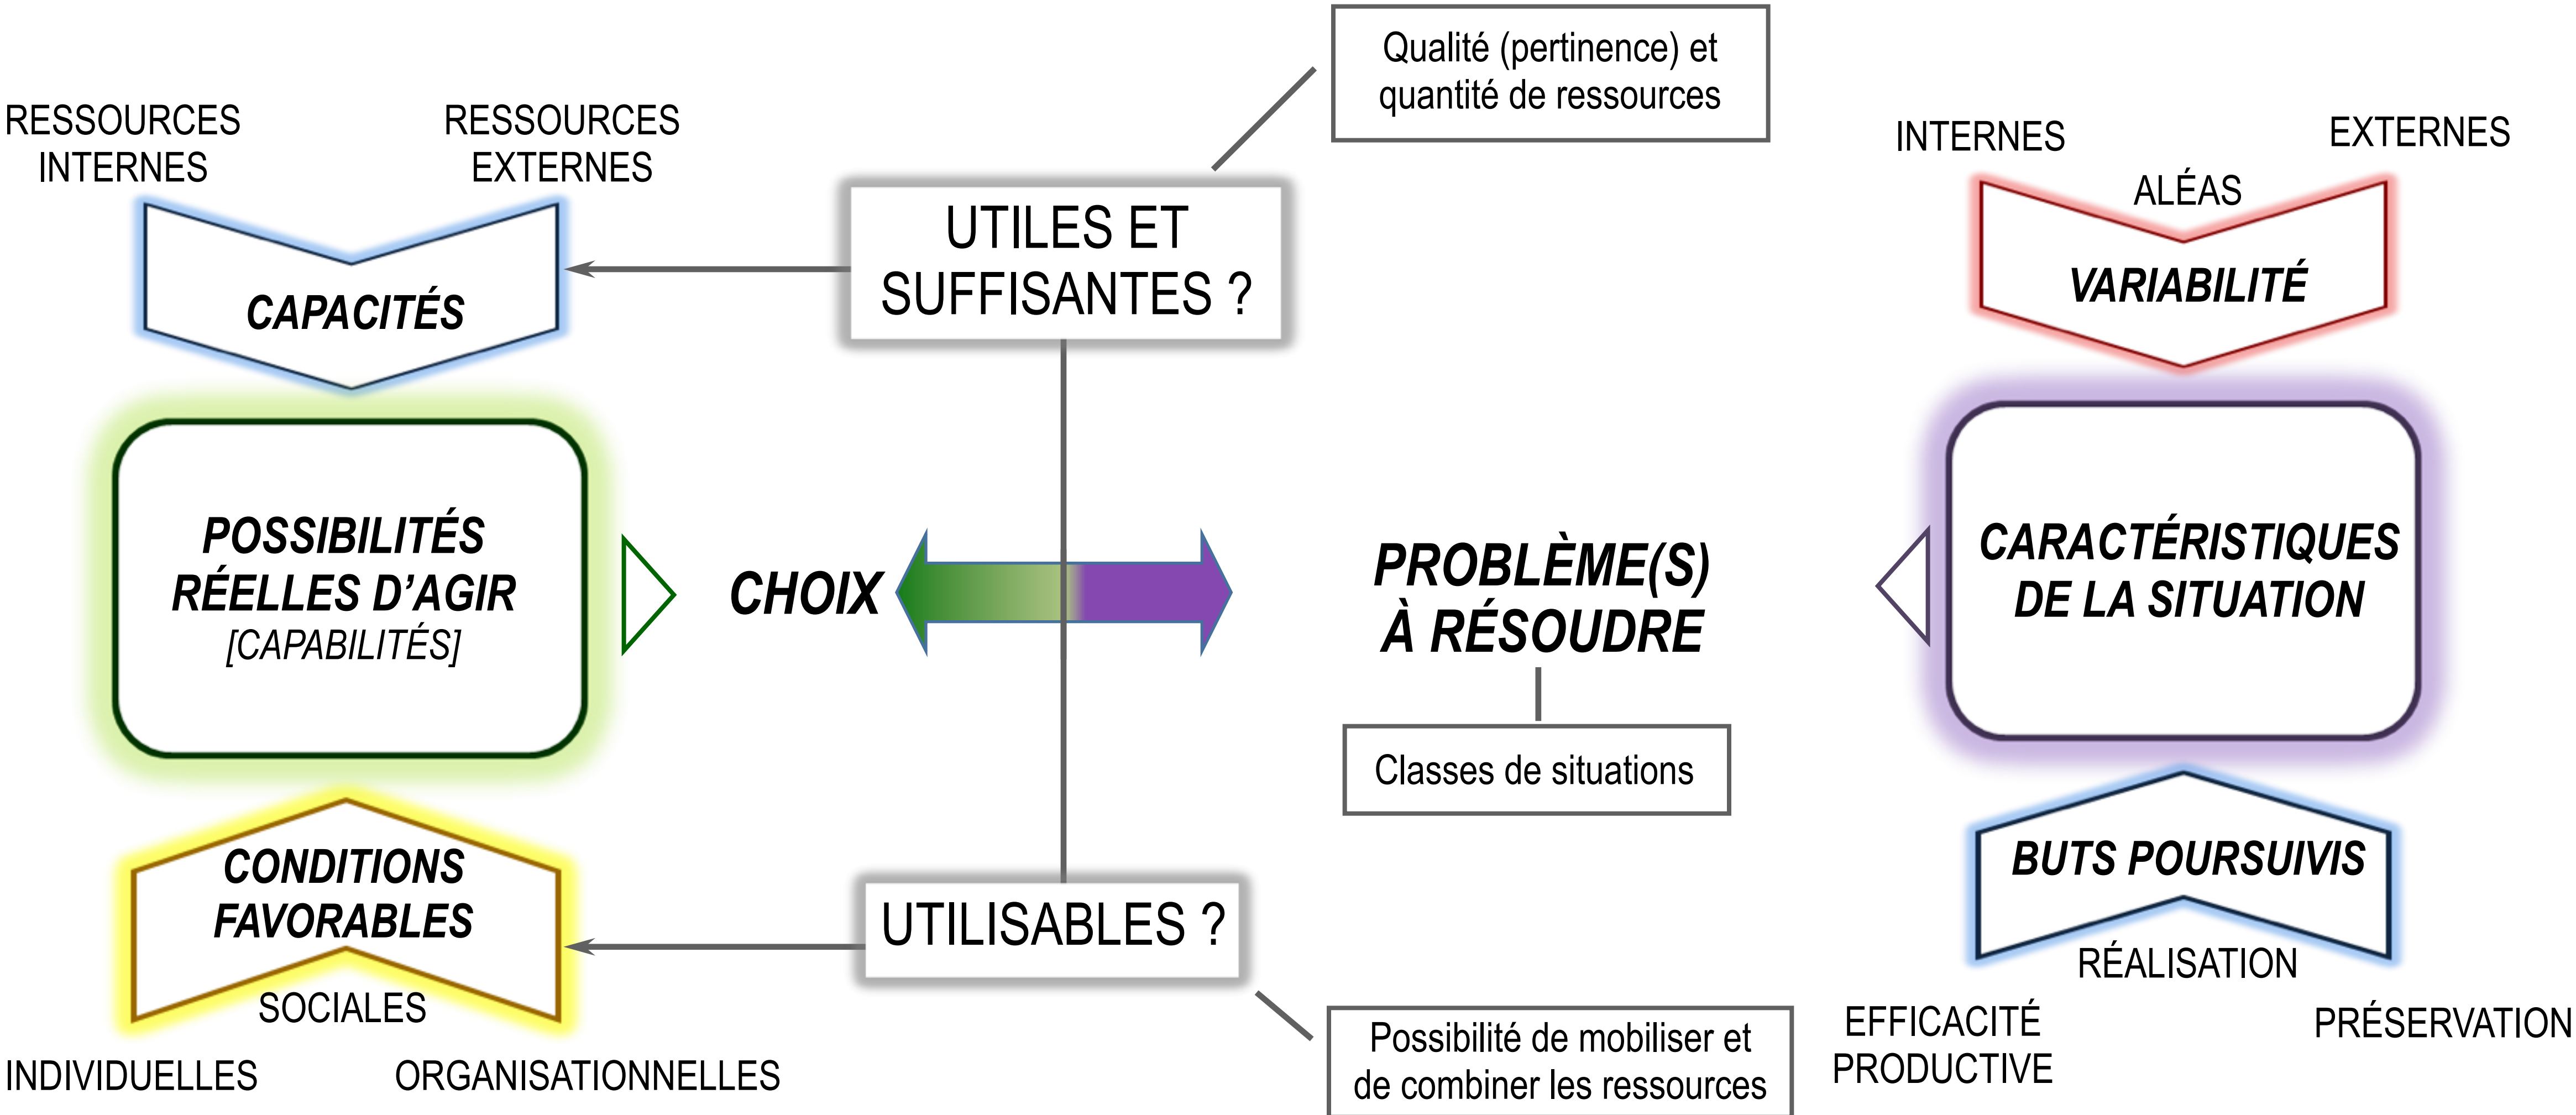 Qualité (pertinence) et
quantité de ressources
RESSOURCES
INTERNES
RESSOURCES
EXTERNES
CAPACITÉS
UTILES ET
SUFFISANTES ?
INTERNES
EXTERNES
ALÉAS
VARIABILITÉ
POSSIBILITÉS
RÉELLES D’AGIR
[CAPABILITÉS]
CHOIX
PROBLÈME(S)
À RÉSOUDRE
Classes de situations
CARACTÉRISTIQUES
DE LA SITUATION
CONDITIONS
FAVORABLES
SOCIALES
INDIVIDUELLES
ORGANISATIONNELLES
UTILISABLES ?
Possibilité de mobiliser et
de combiner les ressources
BUTS POURSUIVIS
RÉALISATION
EFFICACITÉ
PRODUCTIVE
PRÉSERVATION